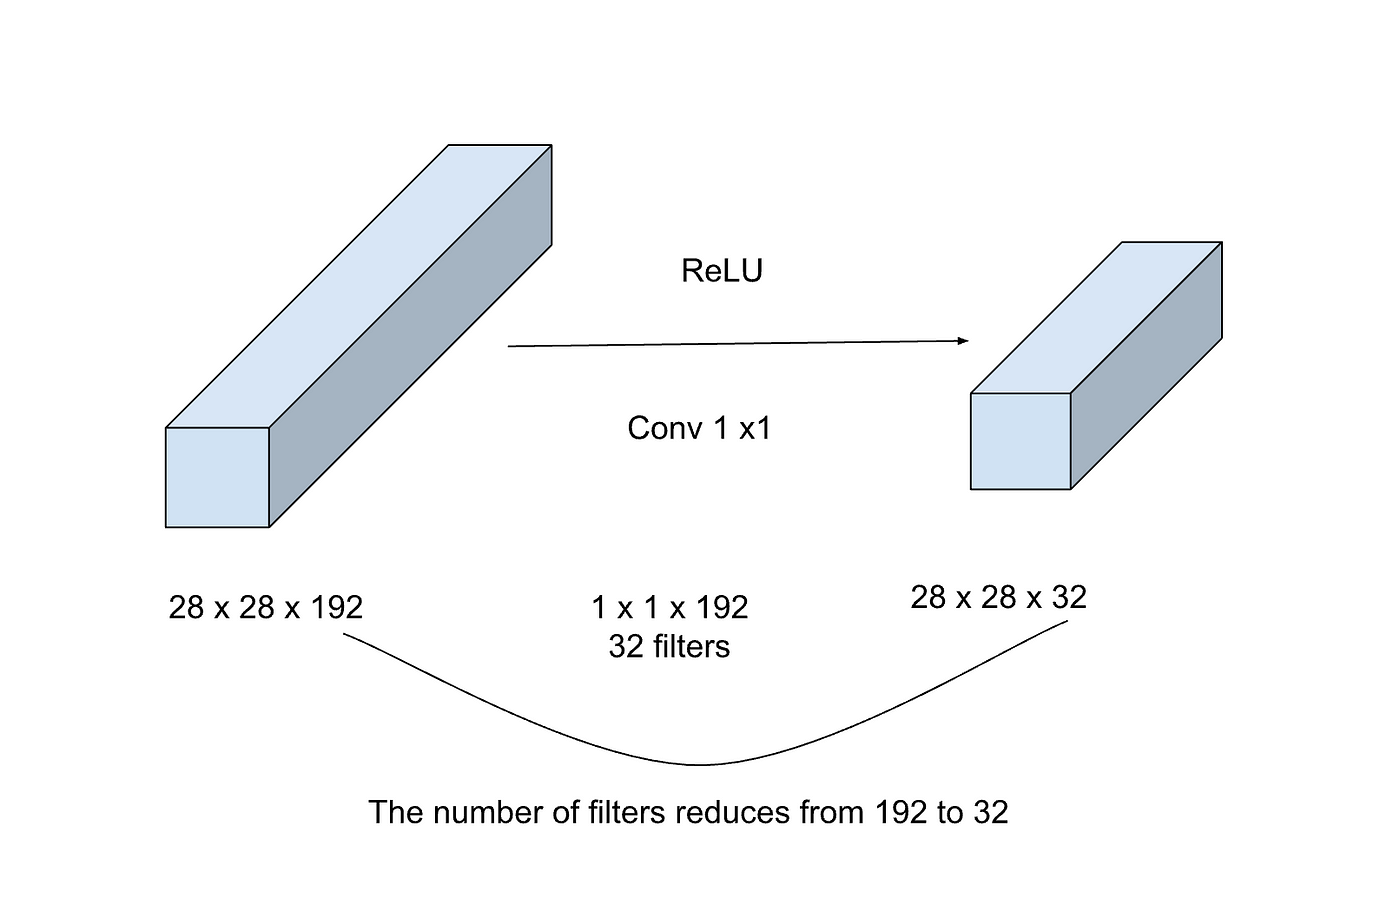 ReLU
Conv 1 x1
28 x 28 x 192
1 x 1 x 192
32 filters
28 x 28 x 32
The number of filters reduces from 192 to 32